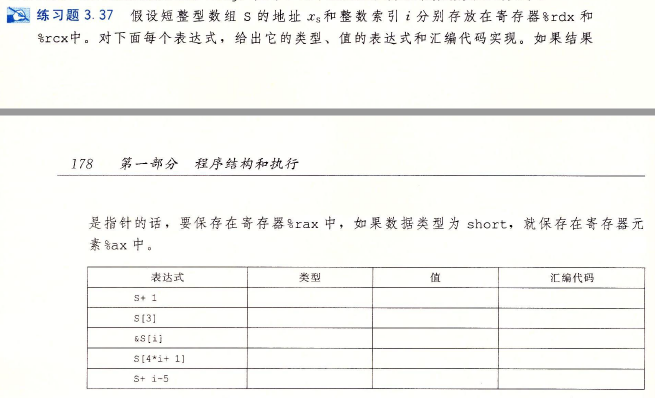 练习题 3.37 假设短整型数组 S 的地址 xₛ和整数索引 i 分别存放在寄存器%rdx 和
%rcx中。对下面每个表达式，给出它的类型、值的表达式和汇编代码实现。如果结果
178 第一部分 程序结构和执行
是指针的话，要保存在寄存器%rax 中，如果数据类型为 short，就保存在寄存器元
素%ax 中。
表达式 类型 值 汇编代码
S+ 1
S[3]
&S[i]
S[4*i+ 1]
S+ i-5